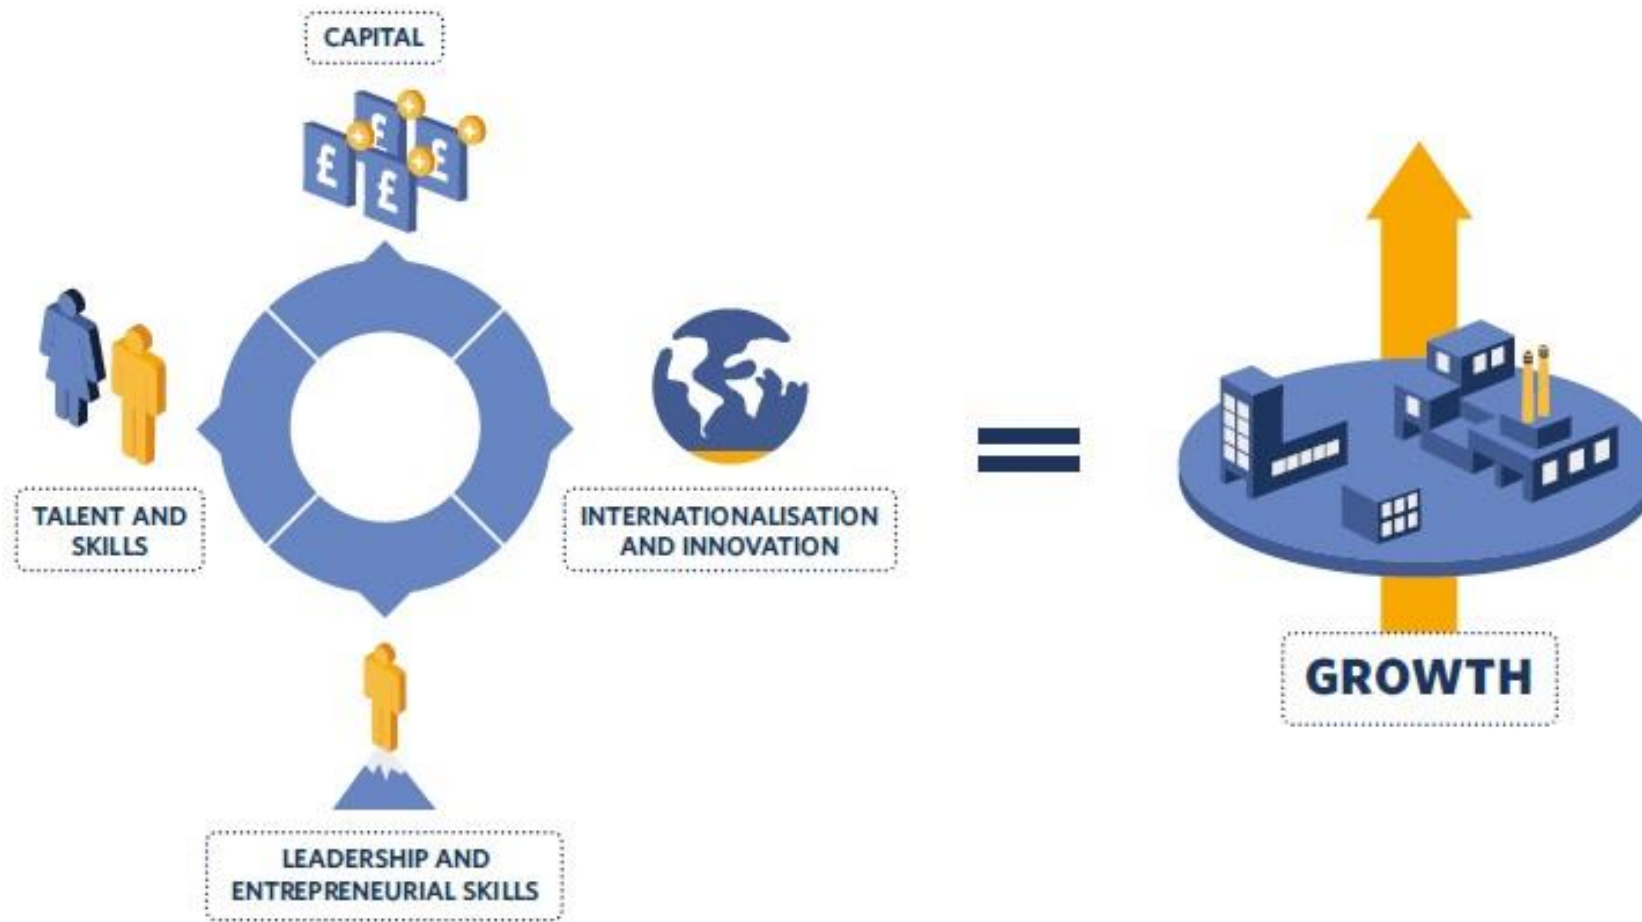 CAPITAL
£
£
£
£
TALENT AND
SKILLS
INTERNATIONALISATION
AND INNOVATION
=
LEADERSHIP AND
ENTREPRENEURIAL SKILLS
GROWTH